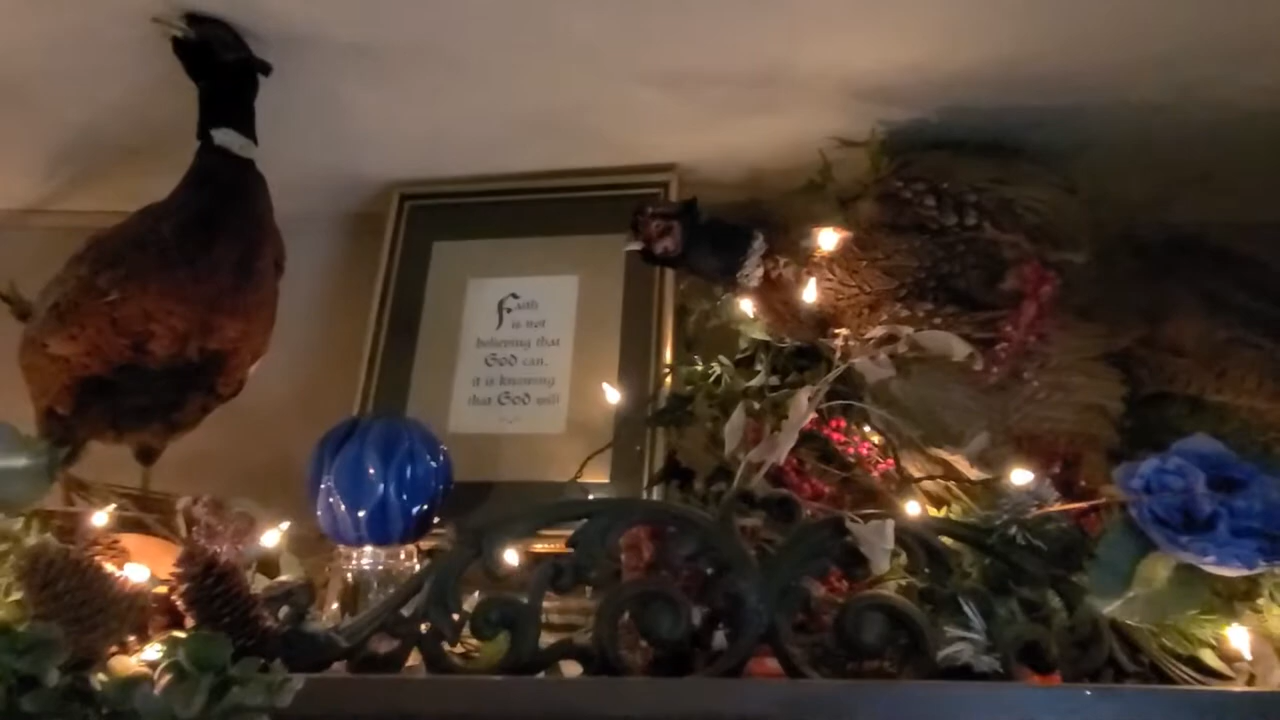 Faith
is not
believing that
God can,
it is knowing
that God will